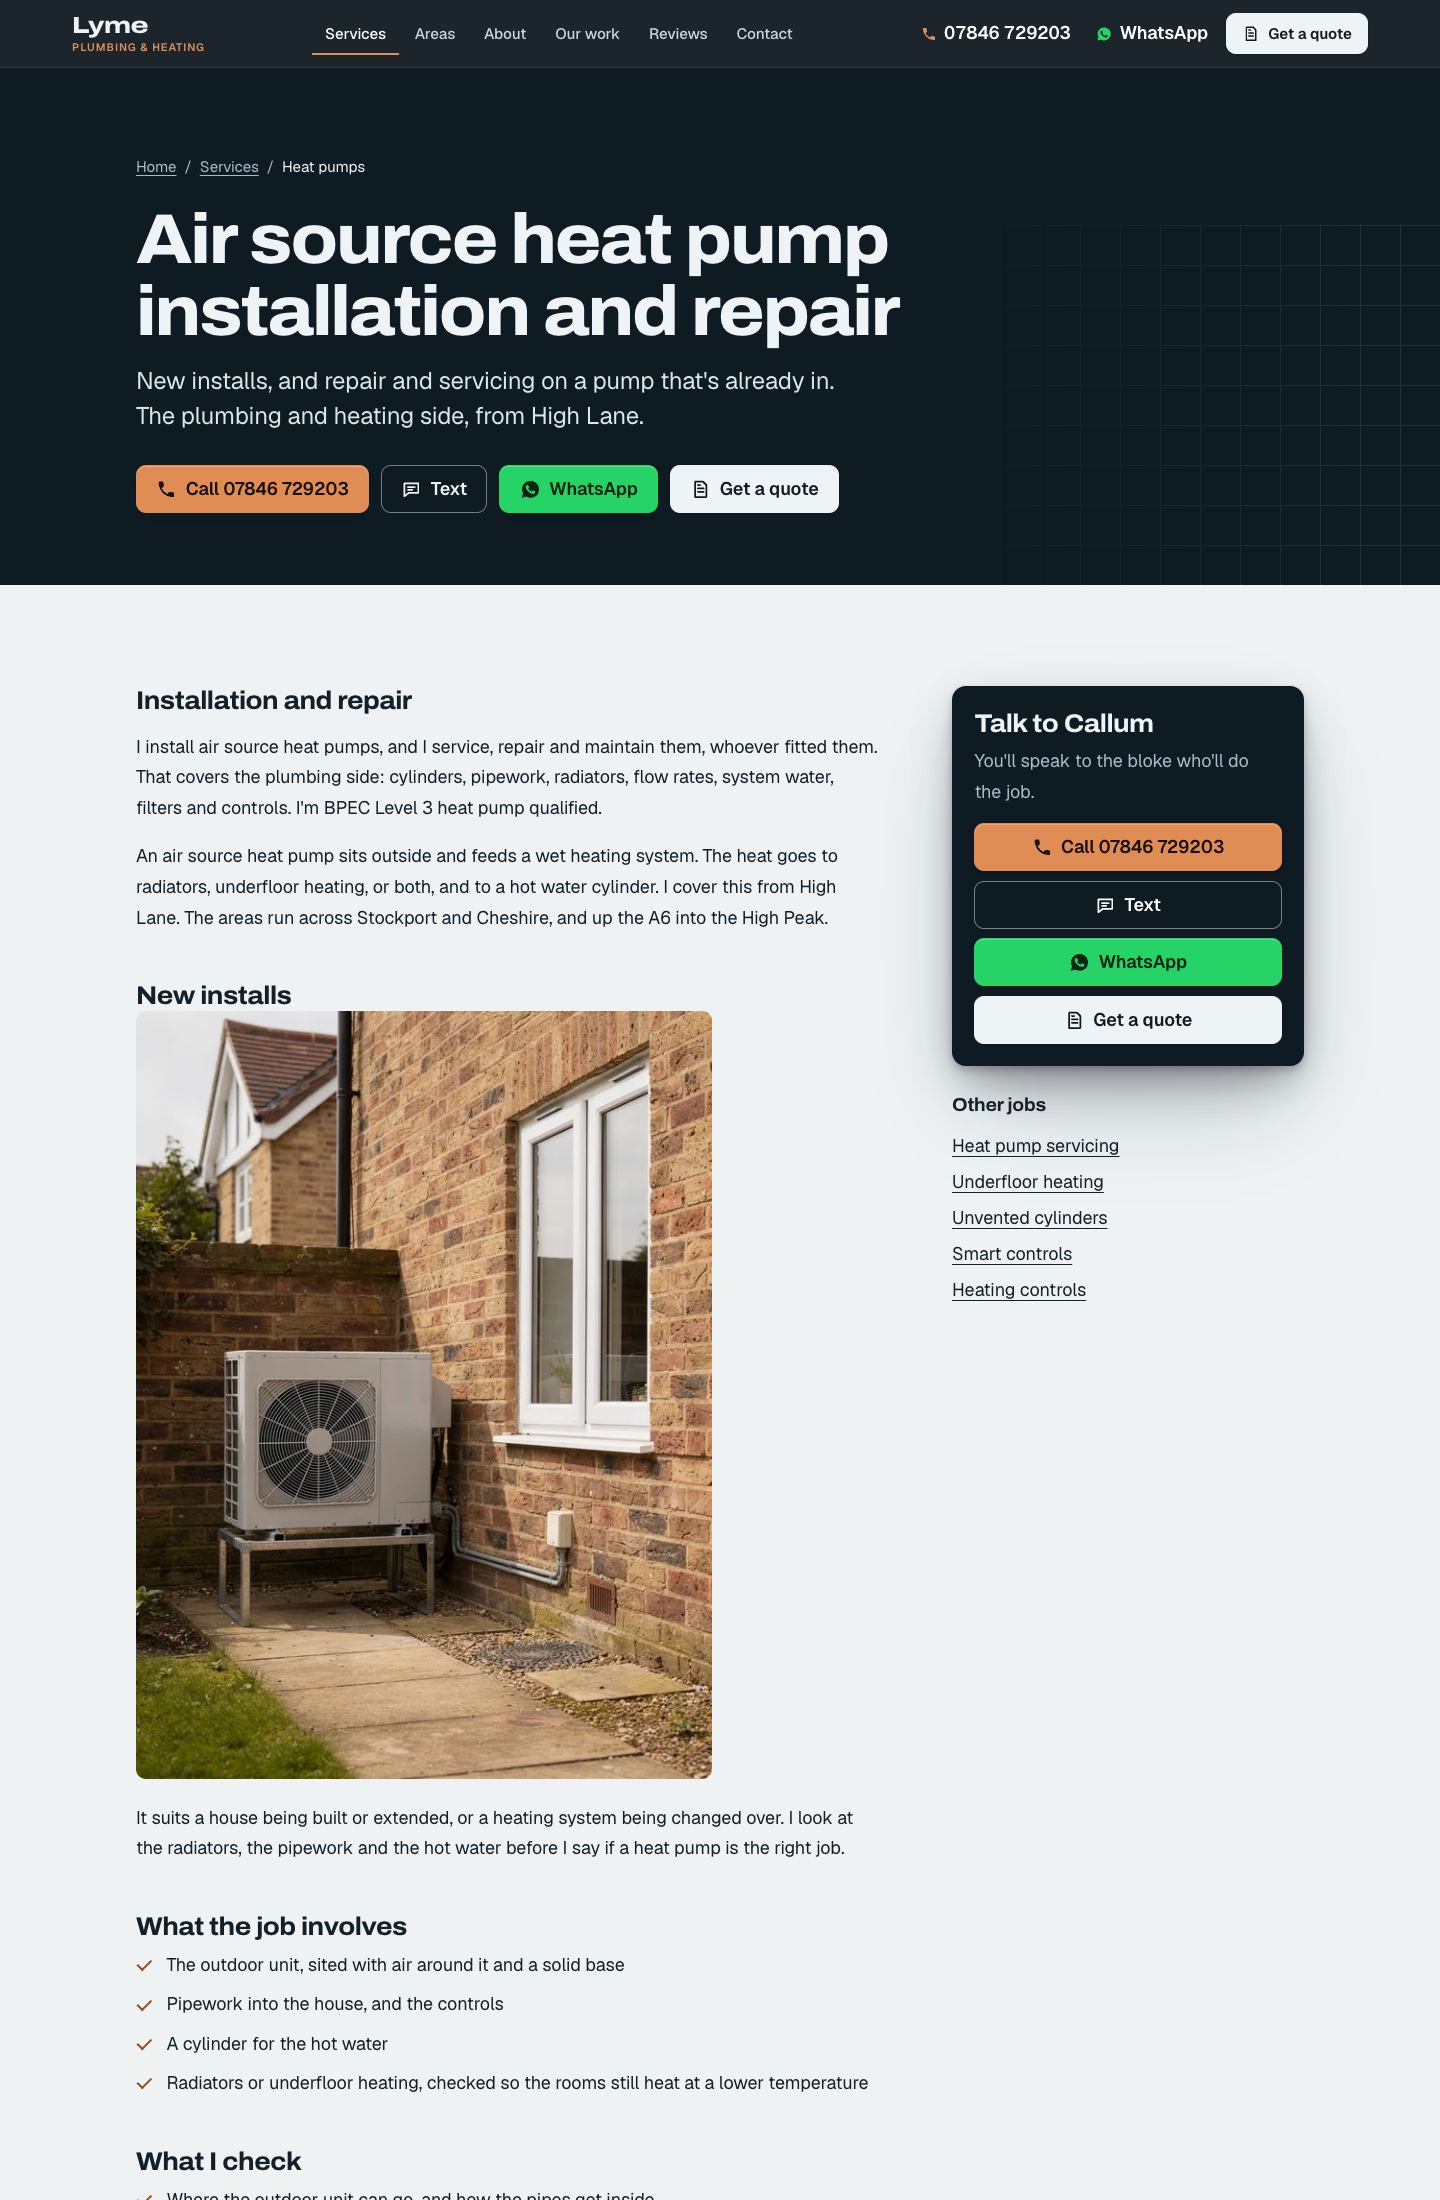 Lyme
PLUMBING & HEATING
Services
Areas
About
Our work
Reviews
Contact
07846 729203
WhatsApp
Get a quote
Home / Services / Heat pumps
Air source heat pump
installation and repair
New installs, and repair and servicing on a pump that's already in.
The plumbing and heating side, from High Lane.
Call 07846 729203
Text
WhatsApp
Get a quote
Installation and repair
I install air source heat pumps, and I service, repair and maintain them, whoever fitted them.
That covers the plumbing side: cylinders, pipework, radiators, flow rates, system water,
filters and controls. I'm BPEC Level 3 heat pump qualified.
An air source heat pump sits outside and feeds a wet heating system. The heat goes to
radiators, underfloor heating, or both, and to a hot water cylinder. I cover this from High
Lane. The areas run across Stockport and Cheshire, and up the A6 into the High Peak.
New installs
It suits a house being built or extended, or a heating system being changed over. I look at
the radiators, the pipework and the hot water before I say if a heat pump is the right job.
What the job involves
The outdoor unit, sited with air around it and a solid base
Pipework into the house, and the controls
A cylinder for the hot water
Radiators or underfloor heating, checked so the rooms still heat at a lower temperature
What I check
Where the outdoor unit can go, and how the pipes get inside
Talk to Callum
You'll speak to the bloke who'll do
the job.
Call 07846 729203
Text
WhatsApp
Get a quote
Other jobs
Heat pump servicing
Underfloor heating
Unvented cylinders
Smart controls
Heating controls